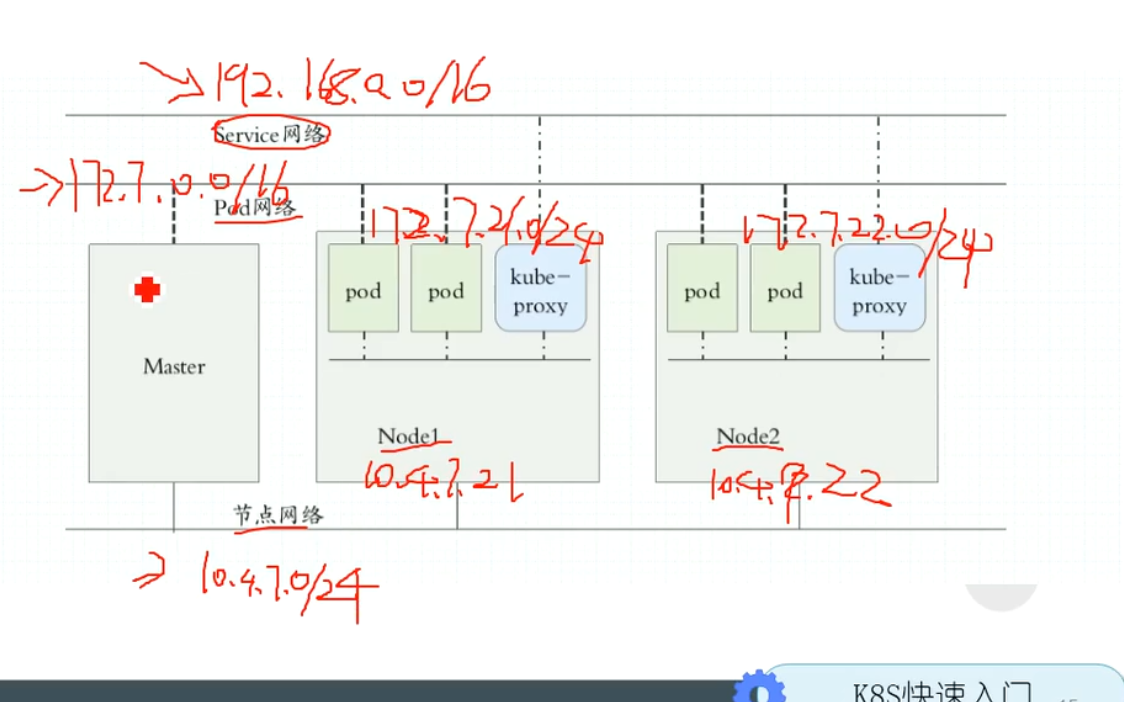 192.168.0.0/16
Service网络
172.7.0.0/16
Pod网络
172.7.21.0/24
172.7.22.0/24
pod
pod
kube-
proxy
pod
pod
kube-
proxy
Master
Node1
Node2
10.4.7.21
10.4.7.22
节点网络
10.4.7.0/24
K8S快速入门